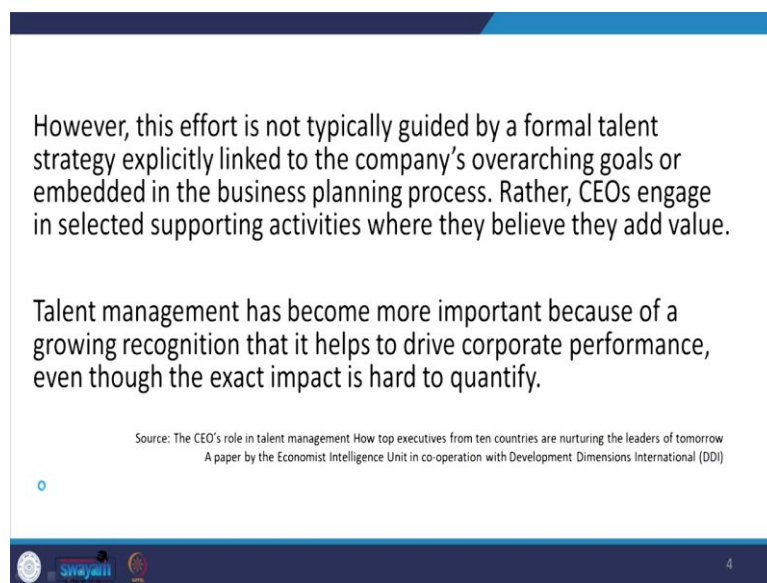 However, this effort is not typically guided by a formal talent
strategy explicitly linked to the company's overarching goals or
embedded in the business planning process. Rather, CEOs engage
in selected supporting activities where they believe they add value.
Talent management has become more important because of a
growing recognition that it helps to drive corporate performance,
even though the exact impact is hard to quantify.
Source: The CEO's role in talent management How top executives from ten countries are nurturing the leaders of tomorrow
A paper by the Economist Intelligence Unit in co-operation with Development Dimensions International (DDI)
swayam
4